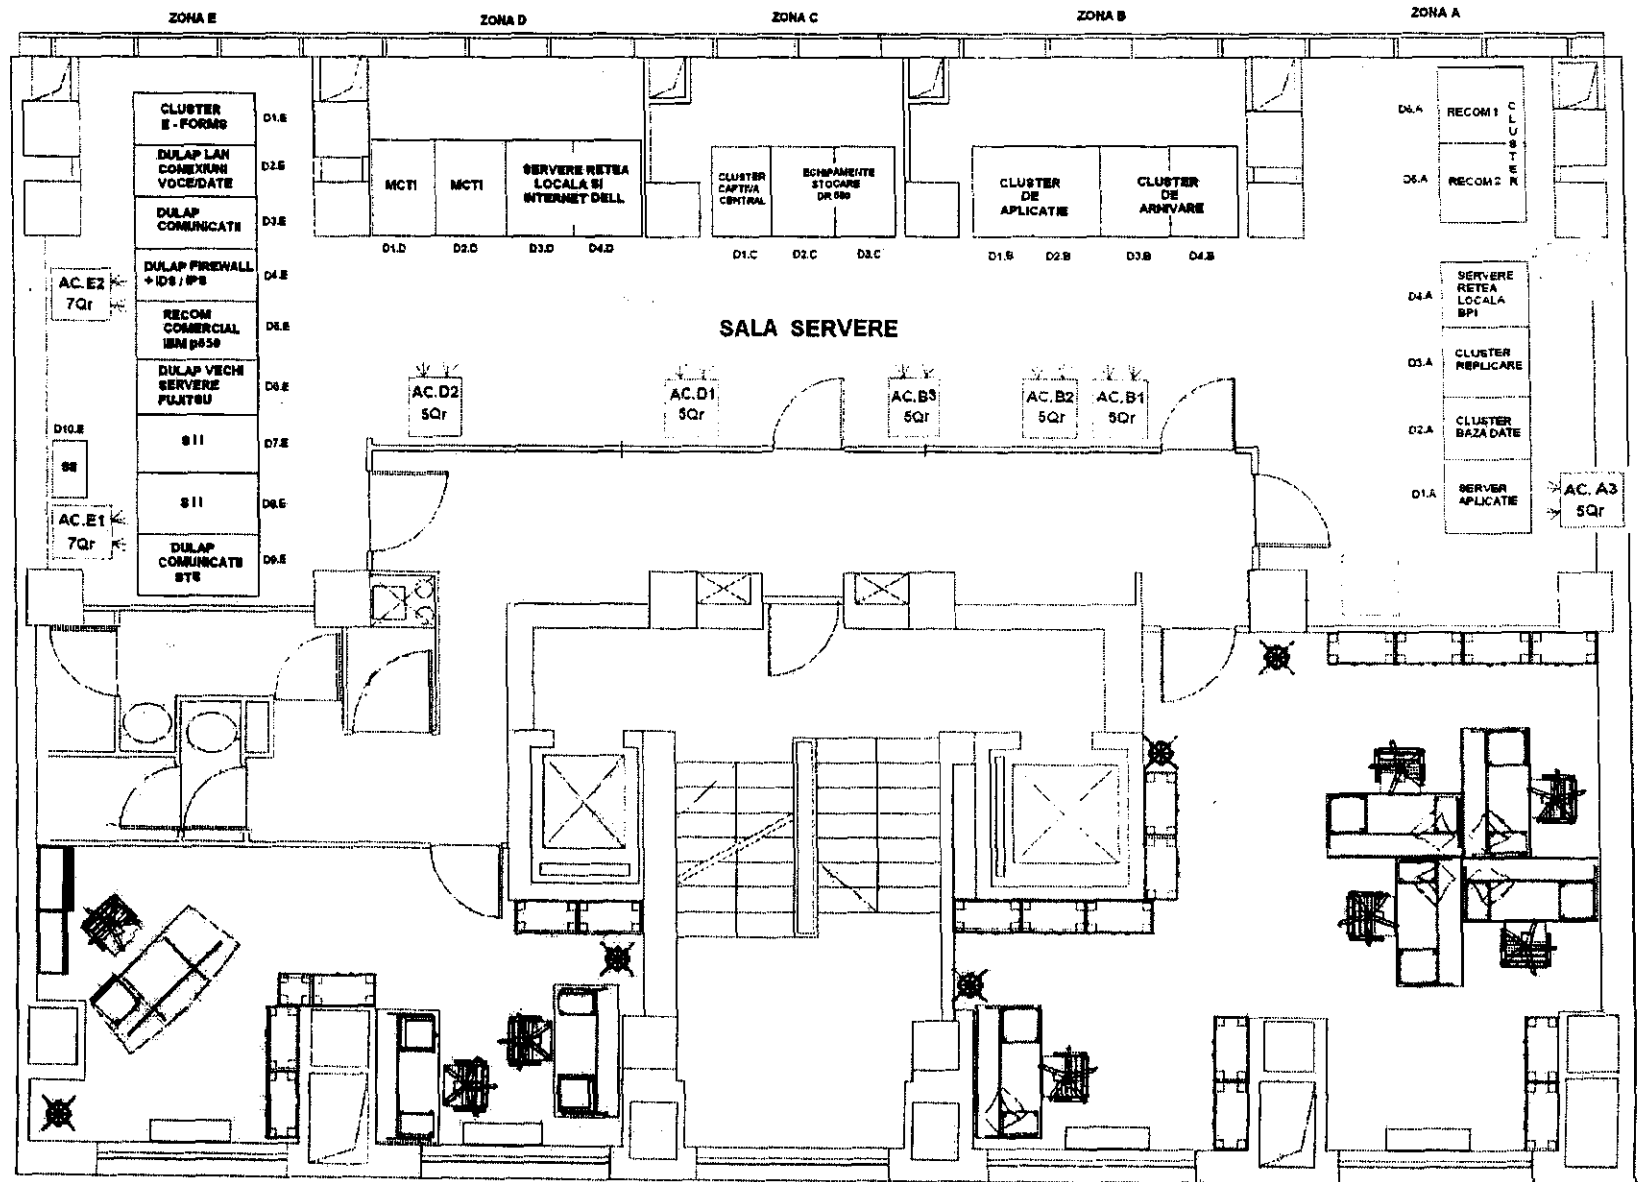 ZONA E
ZONA D
ZONA C
ZONA B
ZONA A
CLUSTER
E - FORMS
D1.E
DULAP LAN
CONEXIUNI
VOCE/DATE
D2.E
DULAP
COMUNICATII
D3.E
DULAP FIREWALL
+ IDS / IPS
D4.E
RECOM
COMERCIAL
IBM p650
D5.E
DULAP VECHI
SERVERE
FUJITSU
D6.E
SII
D7.E
SII
D8.E
DULAP
COMUNICATII
STS
D9.E
D10.E
AC.E2
7Qr
AC.E1
7Qr
MCTI
MCTI
SERVERE RETEA
LOCALA SI
INTERNET DELL
D1.D
D2.D
D3.D
D4.D
CLUSTER
CAPTIVA
CENTRAL
ECHIPAMENTE
STOCARE
D1.C
D2.C
D3.C
CLUSTER
DE
APLICATIE
CLUSTER
DE
ARHIVARE
D1.B
D2.B
D3.B
D4.B
SALA SERVERE
AC.D2
5Qr
AC.D1
5Qr
AC.B3
5Qr
AC.B2
5Qr
AC.B1
5Qr
D6.A
RECOM 1
D5.A
RECOM 2
CLUSTER
D4.A
SERVERE
RETEA
LOCALA
BPI
D3.A
CLUSTER
REPLICARE
D2.A
CLUSTER
BAZA DATE
D1.A
SERVER
APLICATIE
AC. A3
5Qr